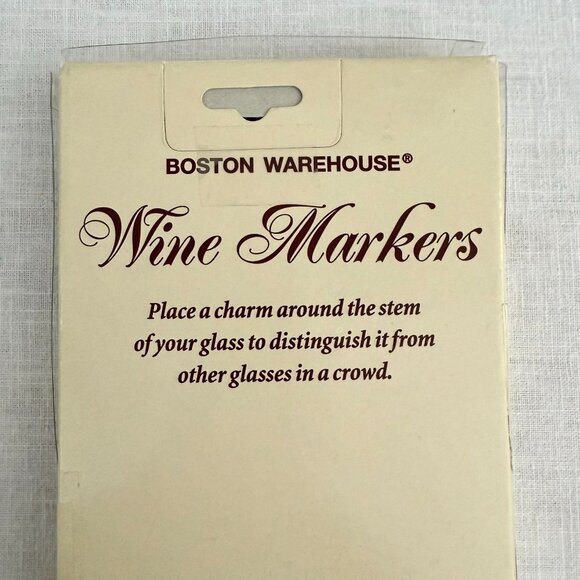 BOSTON WAREHOUSE®
Wine Markers
Place a charm around the stem
of your glass to distinguish it from
other glasses in a crowd.